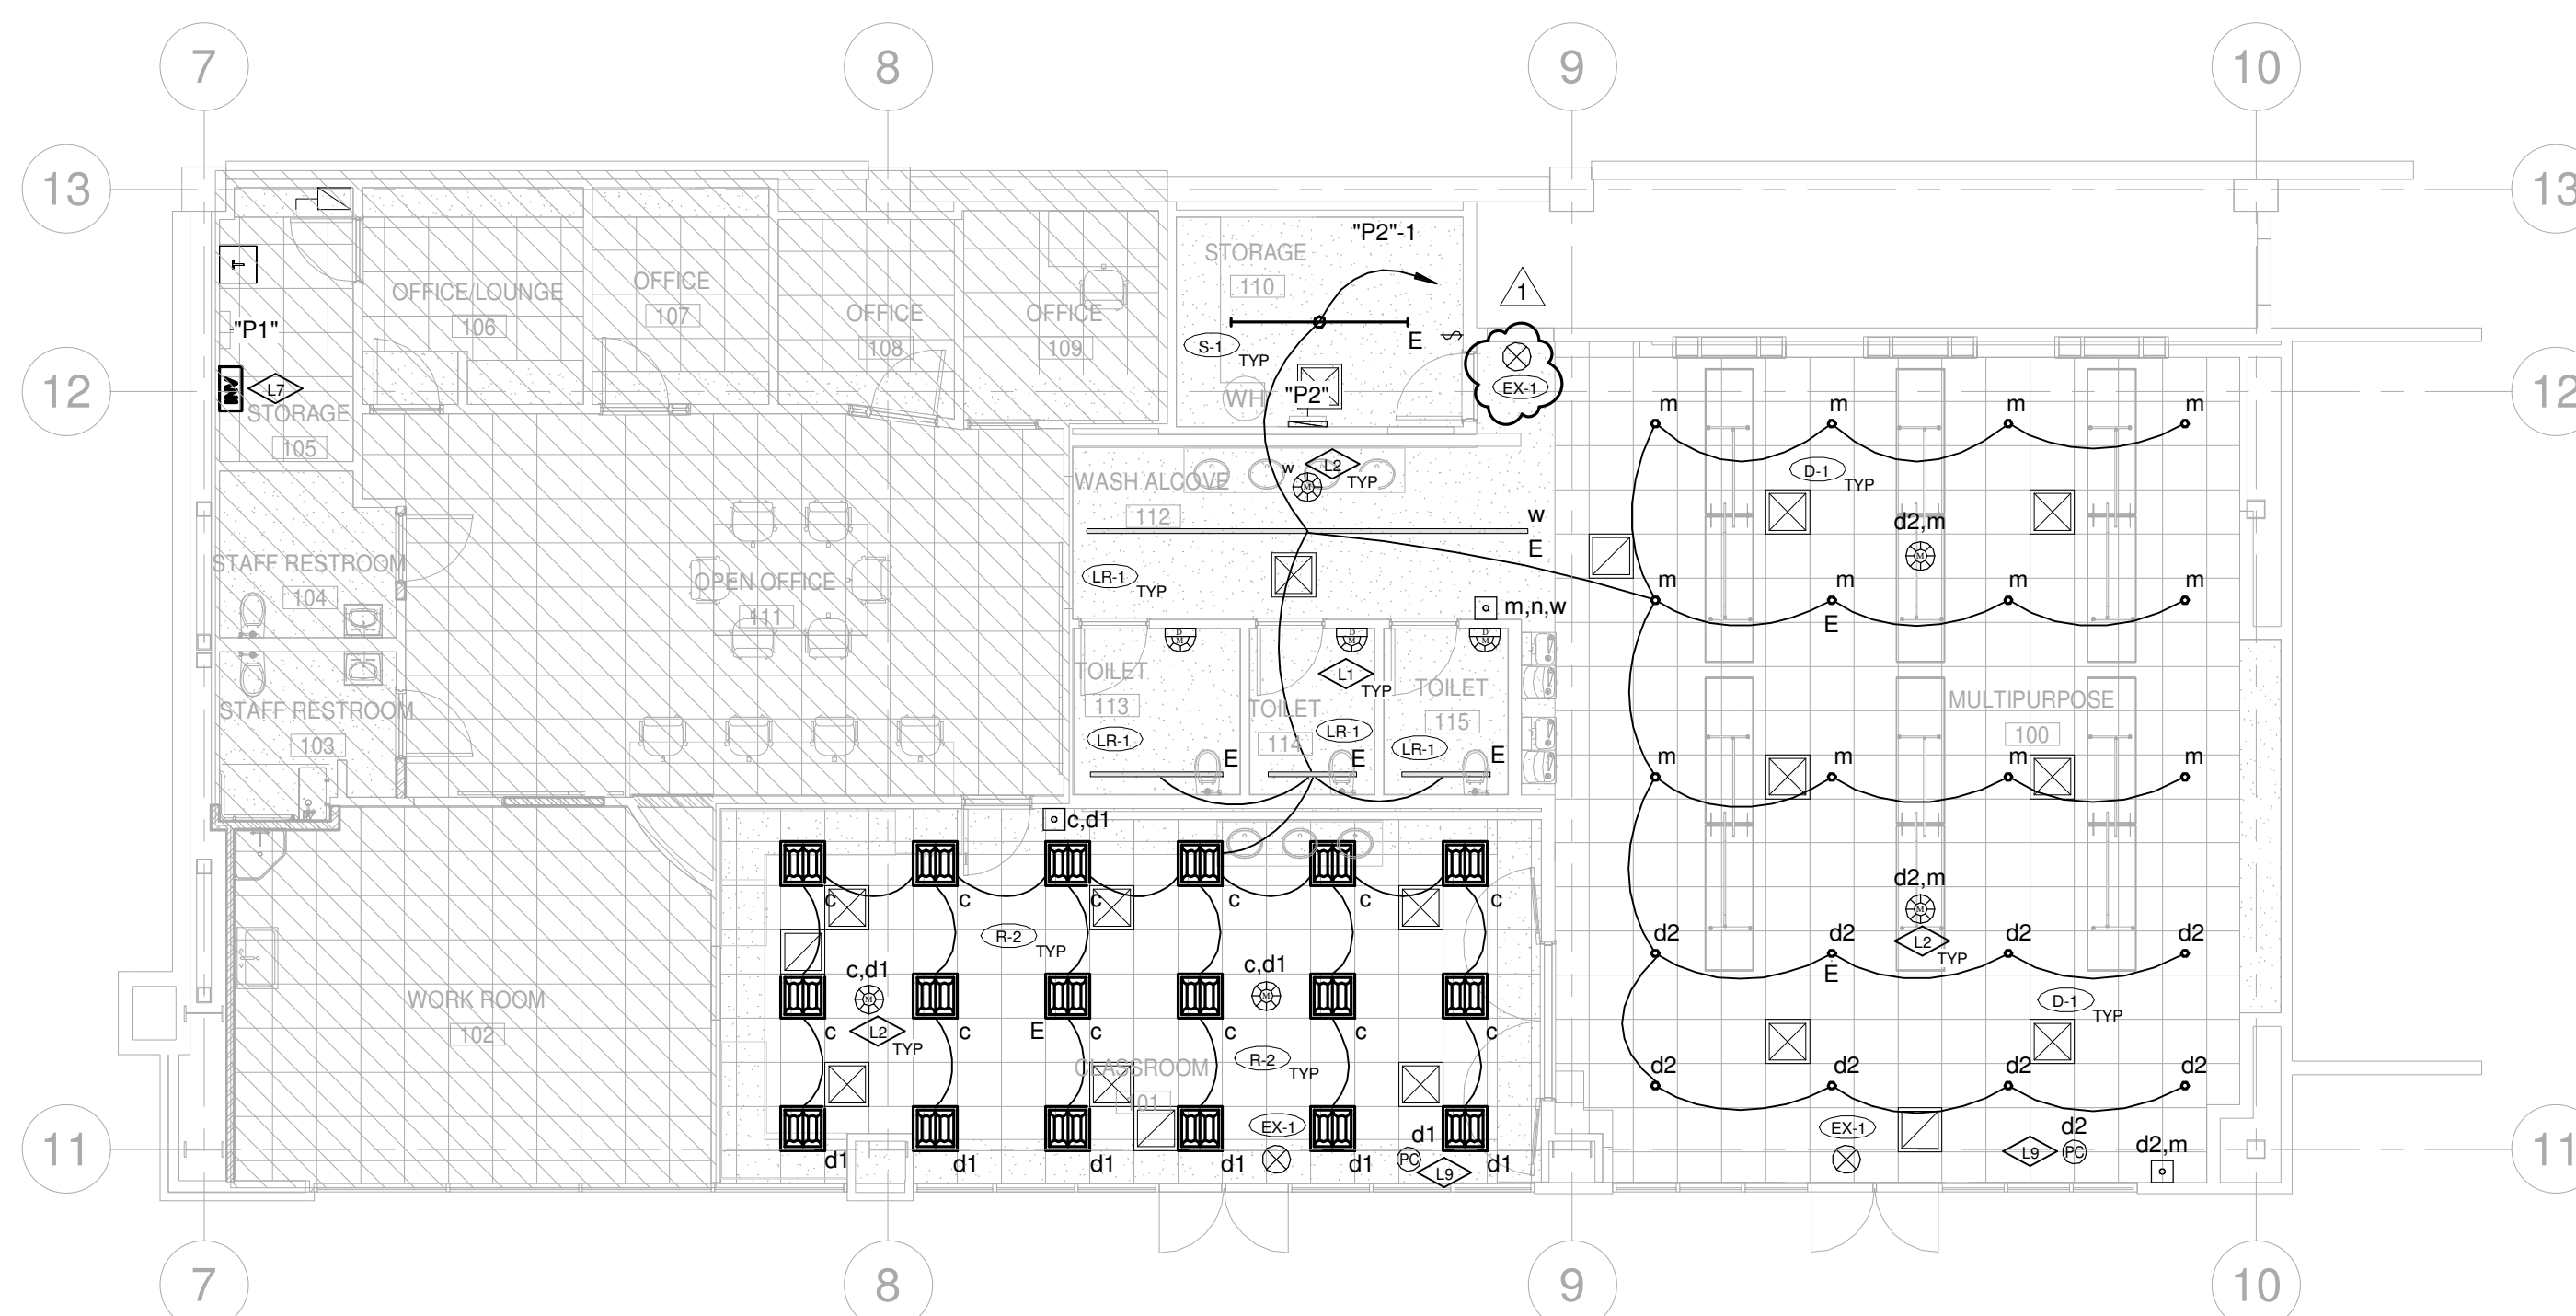 7
8
9
10
13
13
"P2"-1
STORAGE
110
1
OFFICE/LOUNGE
106
OFFICE
107
OFFICE
108
OFFICE
109
"P1"
S-1
TYP
E
$
EX-1
12
12
L7
STORAGE
105
WH
"P2"
m
m
m
m
D-1
TYP
WASH ALCOVE
112
w
L2
TYP
M
w
E
d2,m
M
STAFF RESTROOM
104
OPEN OFFICE
111
LR-1
TYP
m,n,w
m
m
m
m
E
D
M
D
M
D
M
TOILET
113
L1
TYP
TOILET
114
TOILET
115
MULTIPURPOSE
100
STAFF RESTROOM
103
LR-1
LR-1
LR-1
E
E
E
m
m
m
m
c,d1
c
c
c
c
c
c
R-2
TYP
d2,m
M
L2
TYP
d2
d2
d2
d2
E
WORK ROOM
102
c,d1
M
L2
TYP
c,d1
M
c
c
E
c
c
c
c
D-1
TYP
CLASSROOM
101
R-2
TYP
d2
d2
d2
d2
11
11
EX-1
d1
PC
L9
EX-1
L9
d2
PC
d2,m
d1
d1
d1
d1
d1
d1
7
8
9
10